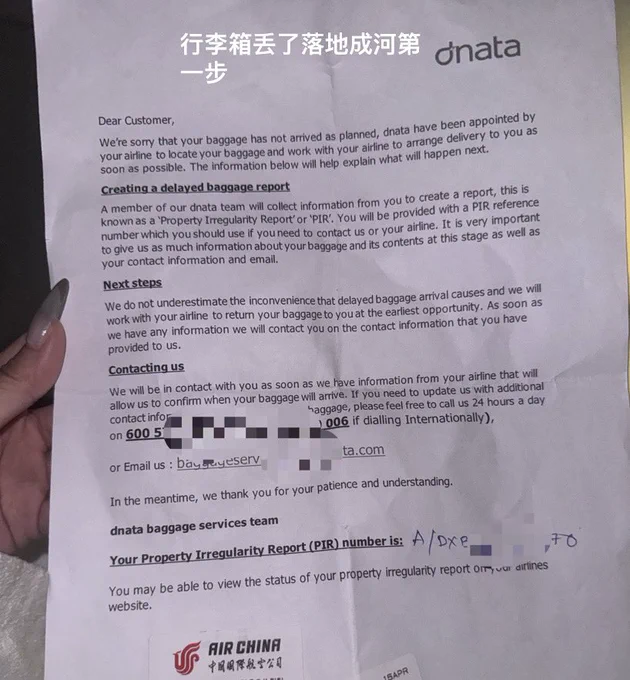 行李箱丢了落地成河第
一步
dnata
Dear Customer,
We're sorry that your baggage has not arrived as planned, dnata have been appointed by
your airline to locate your baggage and work with your airline to arrange delivery to you as
soon as possible. The information below will help explain what will happen next.
Creating a delayed baggage report
A member of our dnata team will collect information from you to create a report, this is
known as a 'Property Irregularity Report' or 'PIR'. You will be provided with a PIR reference
number which you should use if you need to contact us or your airline. It is very important
to give us as much information about your baggage and its contents at this stage as well as
your contact information and email.
Next steps
We do not underestimate the inconvenience that delayed baggage arrival causes and we will
work with your airline to return your baggage to you at the earliest opportunity. As soon as
we have any information we will contact you on the contact information that you have
provided to us.
Contacting us
We will be in contact with you as soon as we have information from your airline that will
allow us to confirm when your baggage will arrive. If you need to update us with additional
contact baggage, please feel free to call us 24 hours a day
on 600 5 006 if dialling Internationally),
or Email us : ta.com
In the meantime, we thank you for your patience and understanding.
dnata baggage services team
Your Property Irregularity Report (PIR) number is: A/DXB
You may be able to view the status of your property irregularity report on airlines
website.
AIR CHINA
中国国际航空公司
15APR